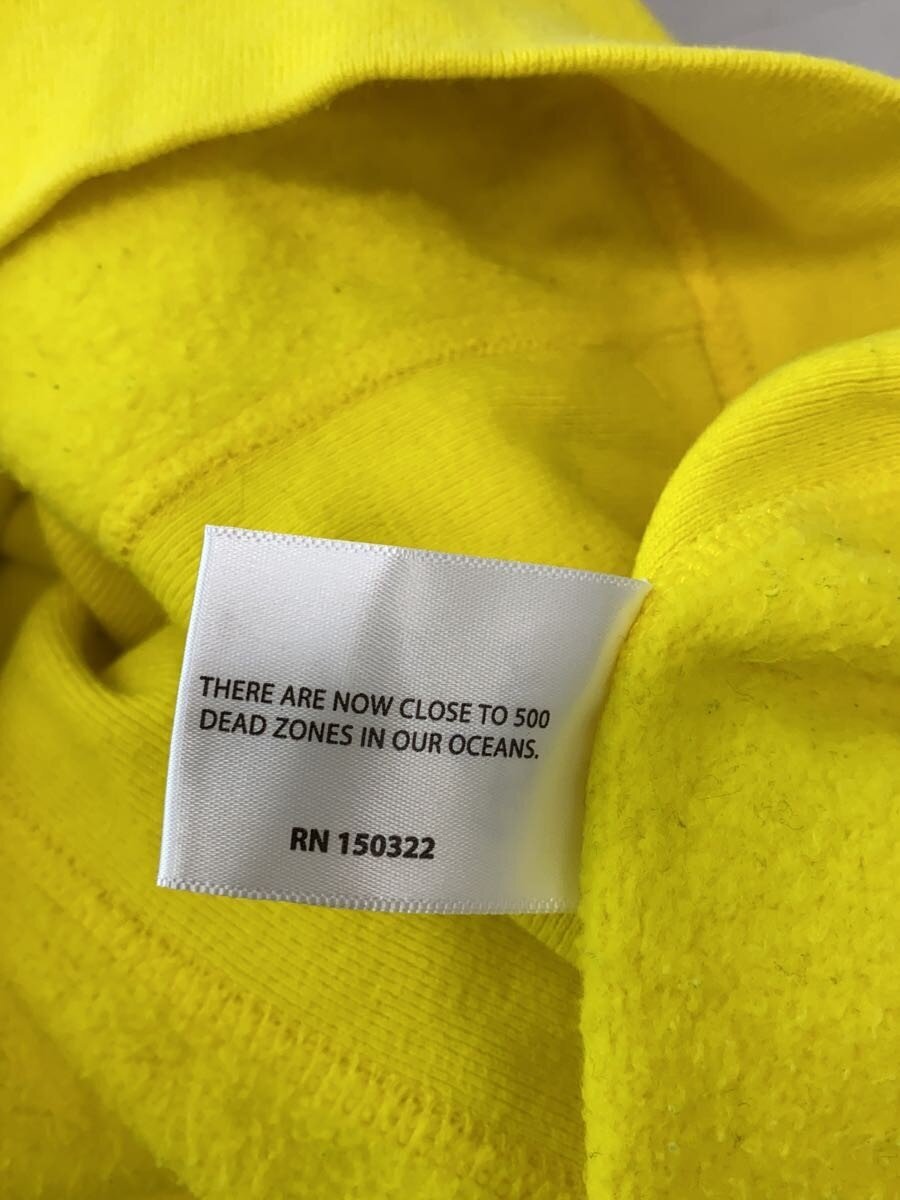 THERE ARE NOW CLOSE TO 500
DEAD ZONES IN OUR OCEANS.
RN 150322